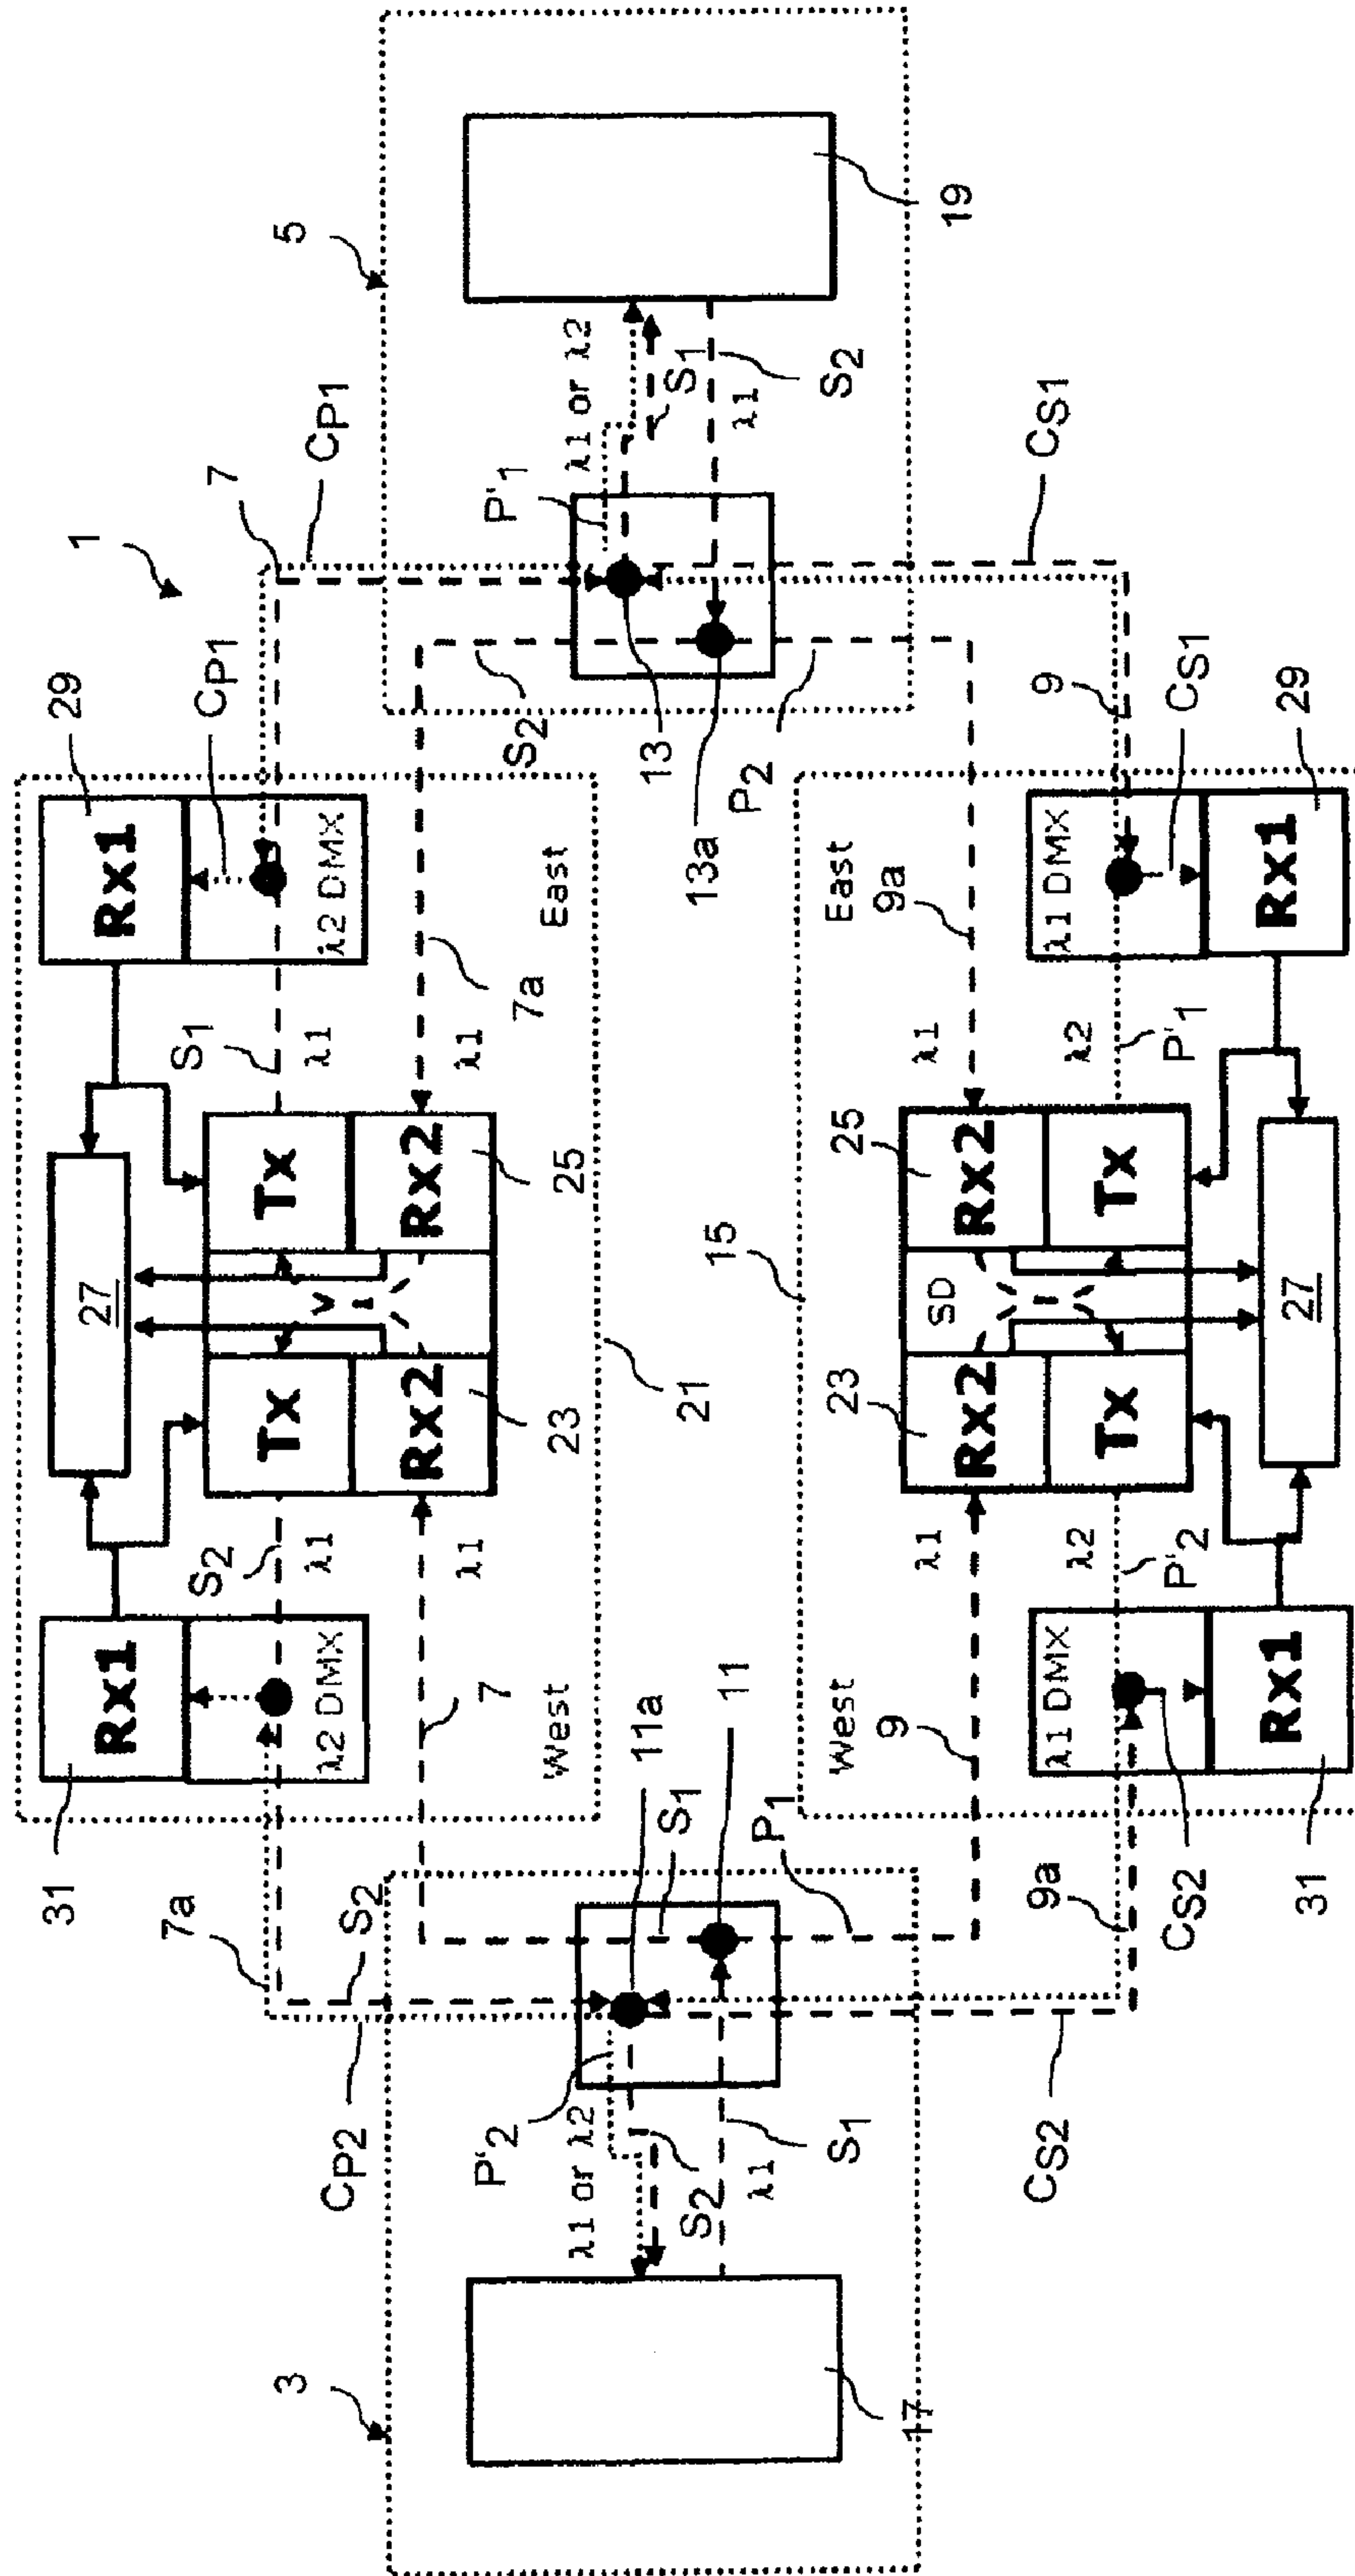 1
3
5
7
CP1
CP1
29
Rx1
λ2 DMX
East
S1
λ1
27
Tx
Tx
Rx2
Rx2
25
23
21
λ1
7a
S2
λ1
λ1
7
31
Rx1
λ2 DMX
West
7a
S2
CP2
11a
S1
11
P1
P'2
λ1 or λ2
S2
λ1
S1
17
P'1
λ1 or λ2
S1
λ1
S2
19
S2
13
13a
P2
CS1
9
CS1
29
Rx1
λ1 DMX
East
9a
λ1
λ2
P'1
25
15
Rx2
Tx
SD
23
Rx2
Tx
27
λ1
λ2
P'2
West
9
λ1 DMX
Rx1
31
9a
CS2
CS2